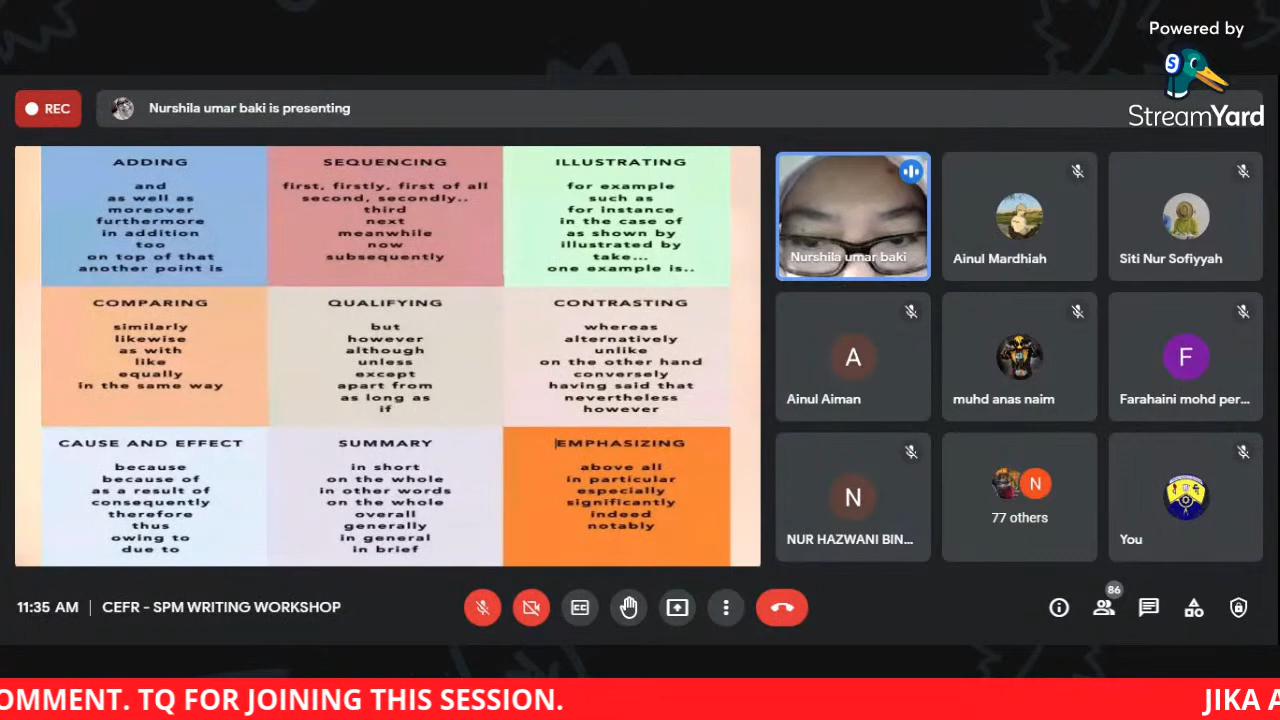 Powered by
StreamYard
REC
Nurshila umar baki is presenting
ADDING
and
as well as
moreover
furthermore
in addition
too
on top of that
another point is
SEQUENCING
first, firstly, first of all
second, secondly..
third
next
meanwhile
now
subsequently
ILLUSTRATING
for example
such as
for instance
in the case of
as shown by
illustrated by
take...
one example is..
COMPARING
similarly
likewise
as with
like
equally
in the same way
QUALIFYING
but
however
although
unless
except
apart from
as long as
if
CONTRASTING
whereas
alternatively
unlike
on the other hand
conversely
having said that
nevertheless
however
CAUSE AND EFFECT
because
because of
as a result of
consequently
therefore
thus
owing to
due to
SUMMARY
in short
on the whole
in other words
on the whole
overall
generally
in general
in brief
EMPHASIZING
above all
in particular
especially
significantly
indeed
notably
Nurshila umar baki
Ainul Mardhiah
Siti Nur Sofiyyah
A
Ainul Aiman
muhd anas naim
F
Farahaini mohd per...
N
NUR HAZWANI BIN...
N
77 others
You
11:35 AM | CEFR - SPM WRITING WORKSHOP
86
OMMENT. TQ FOR JOINING THIS SESSION. JIKA A